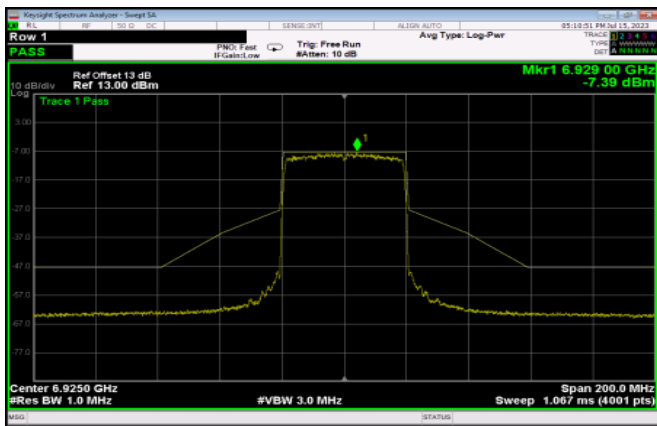 Keysight Spectrum Analyzer - Swept SA
RL RF 50 Ω DC SENSE:INT ALIGN AUTO 05:10:51 PM Jul 15, 2023
Row 1
PASS
PNO: Fast
IFGain:Low
Trig: Free Run
#Atten: 10 dB
Avg Type: Log-Pwr
TRACE 1 2 3 4 5 6
TYPE
DET A N N N N N
Ref Offset 13 dB
10 dB/div Ref 13.00 dBm
Log
Mkr1 6.929 00 GHz
-7.39 dBm
Trace 1 Pass
1
3.00
-7.00
-17.0
-27.0
-37.0
-47.0
-57.0
-67.0
-77.0
Center 6.9250 GHz Span 200.0 MHz
#Res BW 1.0 MHz #VBW 3.0 MHz Sweep 1.067 ms (4001 pts)
MSG STATUS